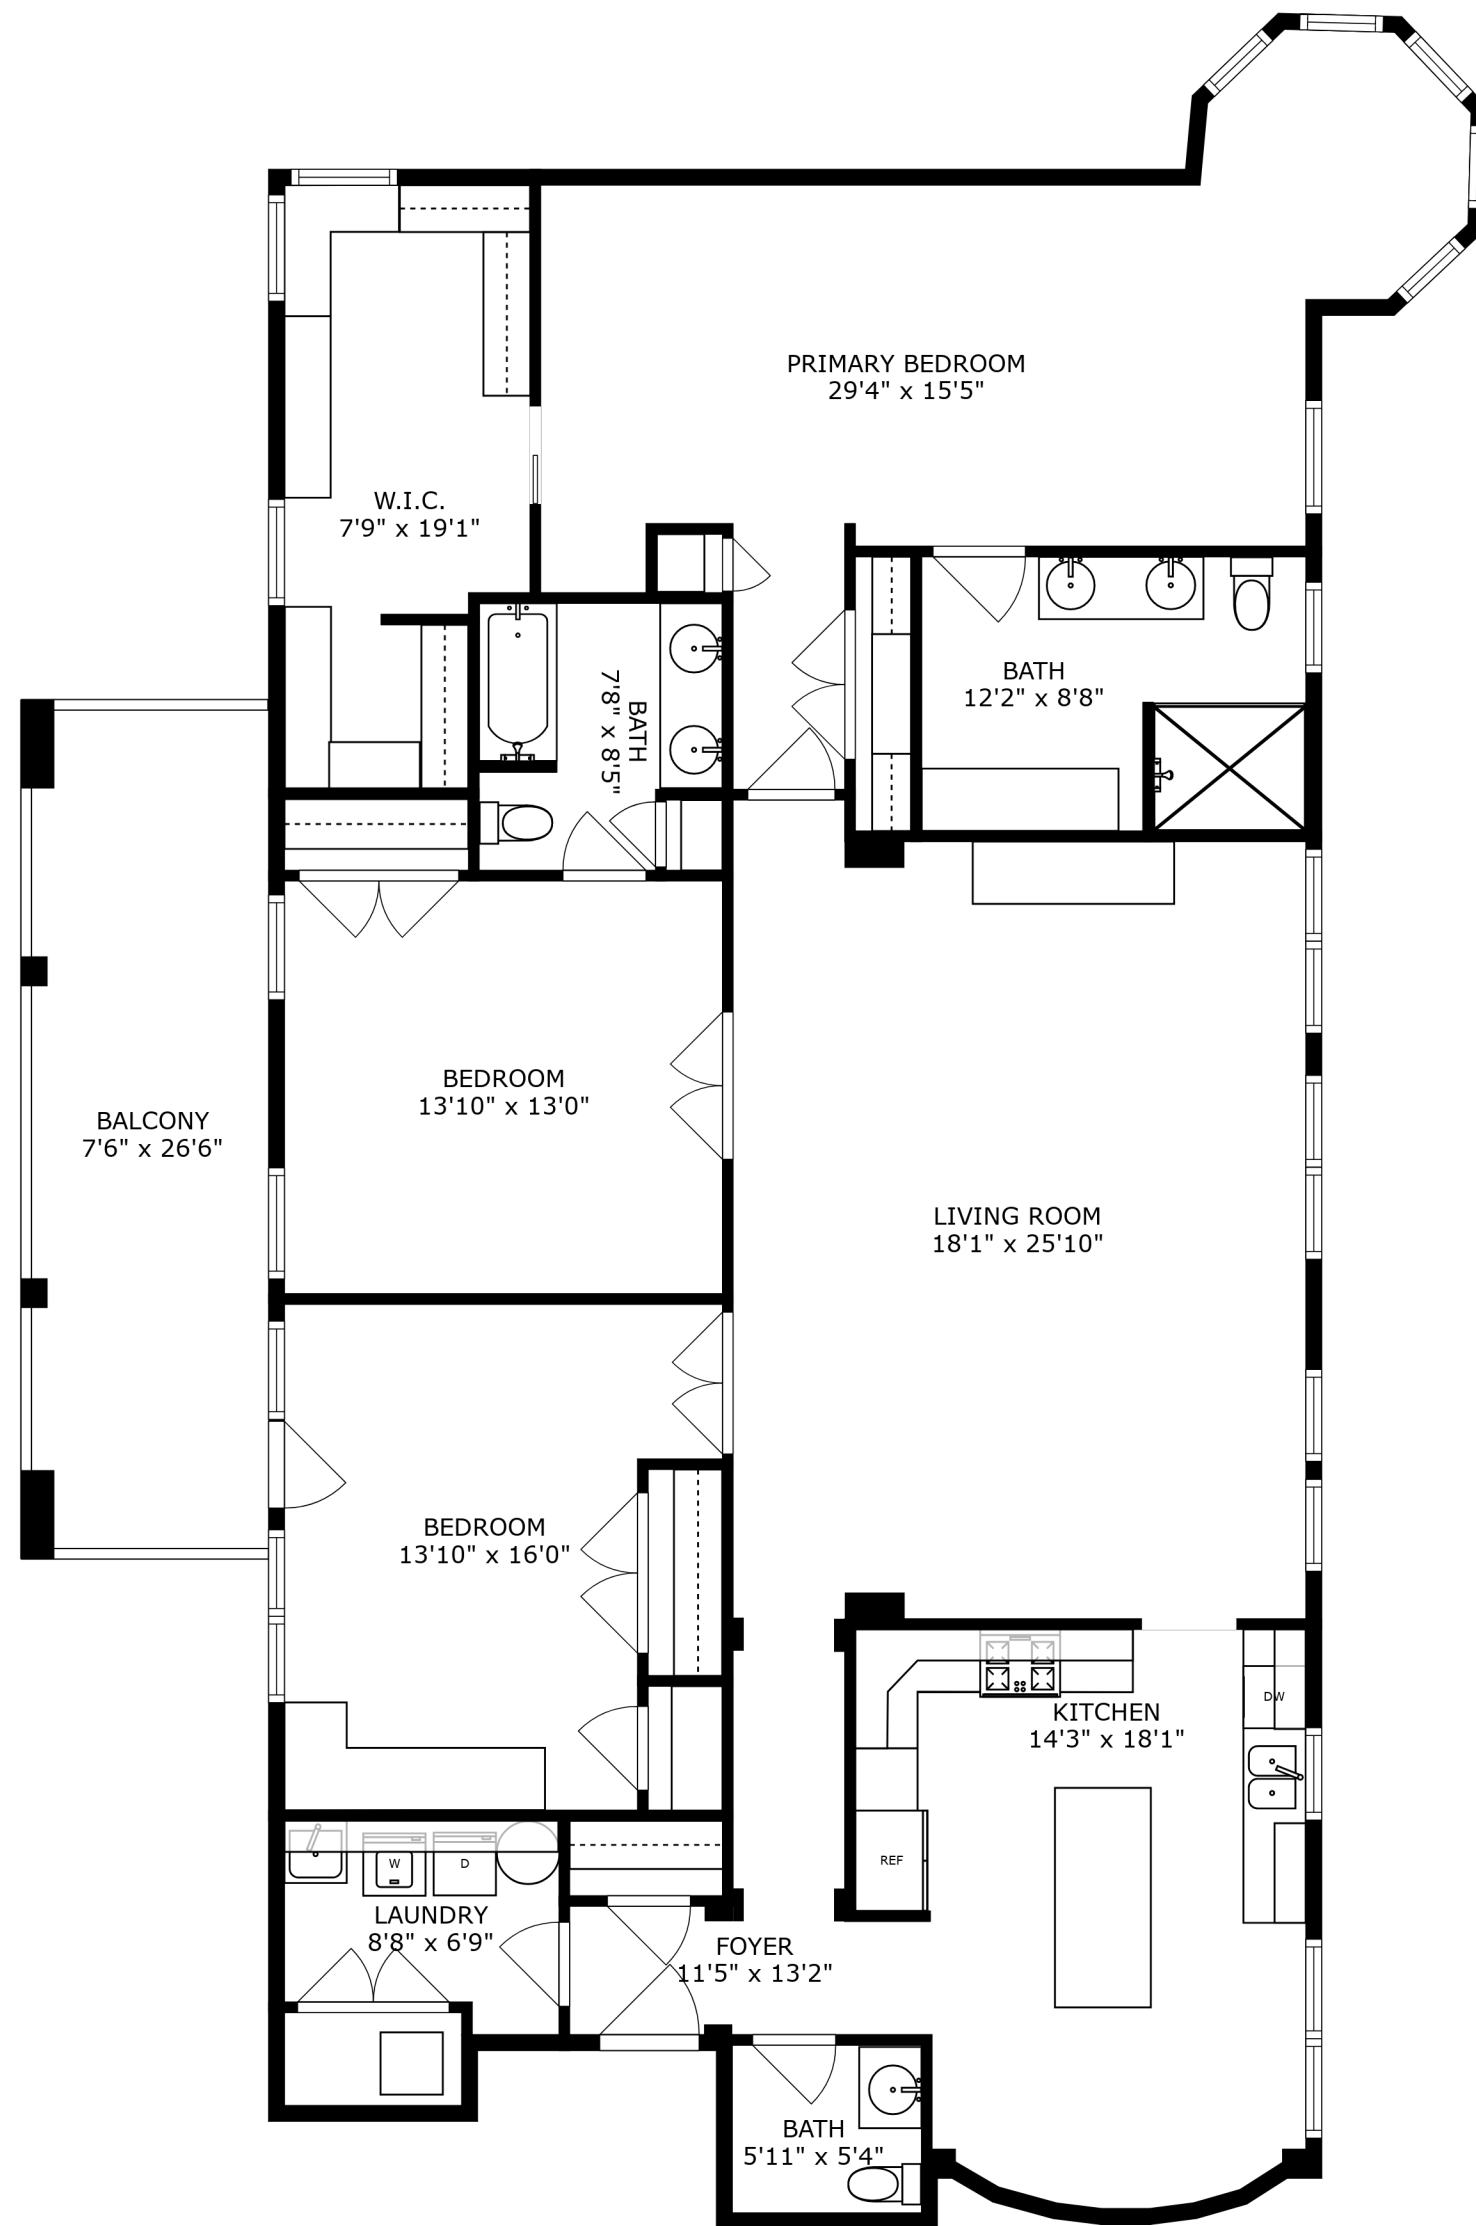 PRIMARY BEDROOM
29'4" x 15'5"
W.I.C.
7'9" x 19'1"
BATH
12'2" x 8'8"
BATH
7'8" x 8'5"
BEDROOM
13'10" x 13'0"
BALCONY
7'6" x 26'6"
LIVING ROOM
18'1" x 25'10"
BEDROOM
13'10" x 16'0"
DW
KITCHEN
14'3" x 18'1"
REF
W
D
LAUNDRY
8'8" x 6'9"
FOYER
11'5" x 13'2"
BATH
5'11" x 5'4"